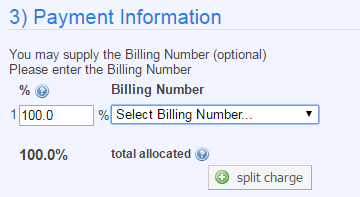 3) Payment Information
You may supply the Billing Number (optional)
Please enter the Billing Number
% ? Billing Number
1 100.0 % Select Billing Number...
100.0% total allocated ?
split charge